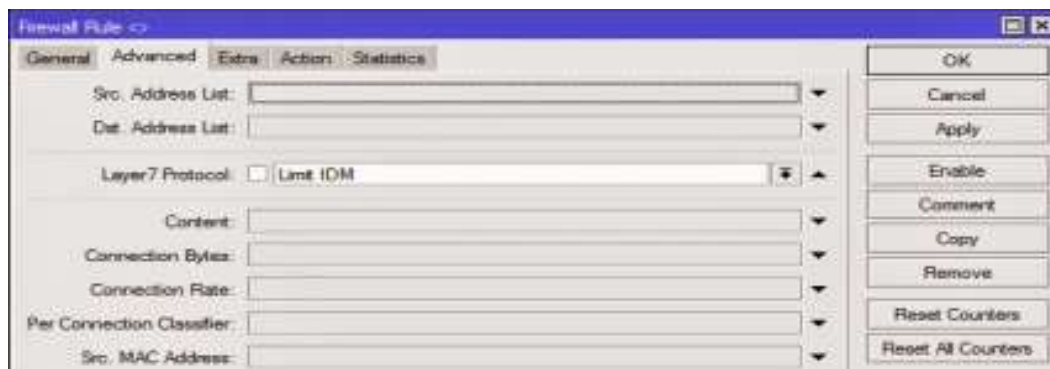 Firewall Rule <>
General Advanced Extra Action Statistics
OK
Src. Address List:
Cancel
Dst. Address List:
Apply
Layer7 Protocol: Limit IDM
Enable
Comment
Content:
Copy
Connection Bytes:
Remove
Connection Rate:
Per Connection Classifier:
Reset Counters
Src. MAC Address:
Reset All Counters